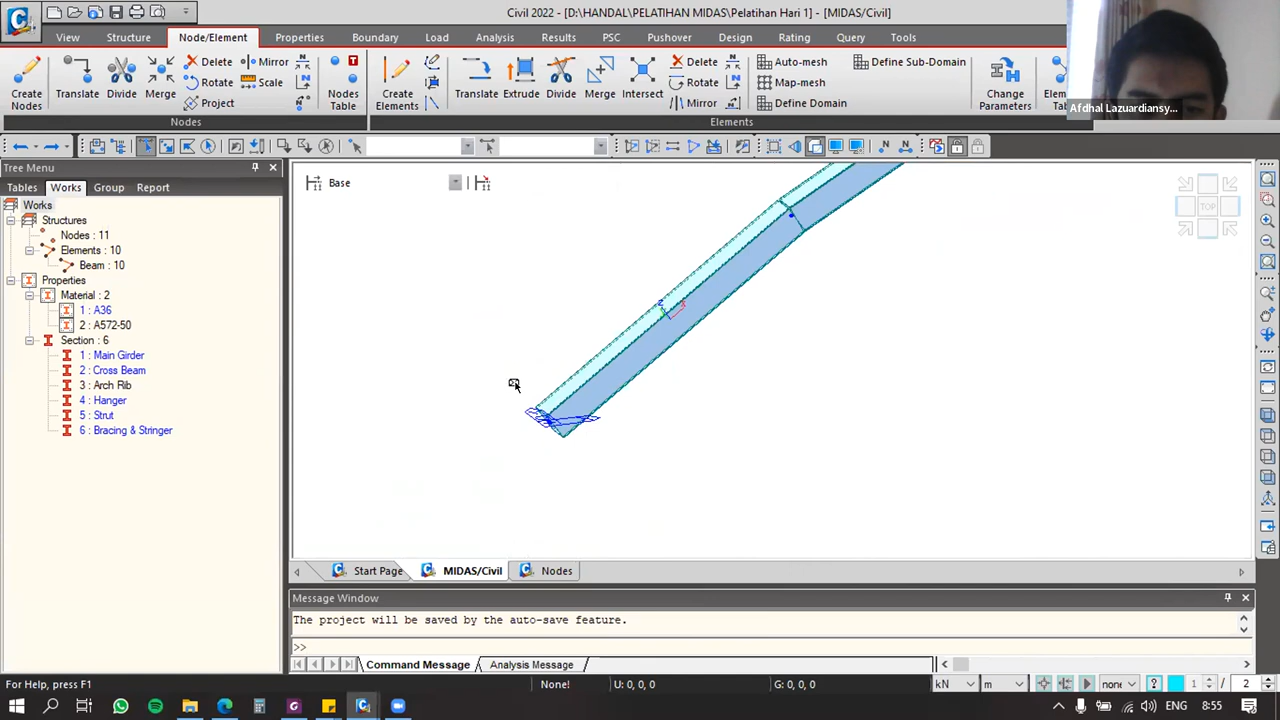 Civil 2022 - [D:\HANDAL\PELATIHAN MIDAS\Pelatihan Hari 1] - [MIDAS/Civil]
View Structure Node/Element Properties Boundary Load Analysis Results PSC Pushover Design Rating Query Tools
Delete Mirror Delete Auto-mesh Define Sub-Domain
Rotate Scale Rotate Map-mesh
Create Nodes Translate Divide Merge Project Nodes Table Create Elements Translate Extrude Divide Merge Intersect Mirror Define Domain Change Parameters
Nodes Elements
Afdhal Lazuardiansy...
Tree Menu
Tables Works Group Report
Base
TOP
Works
Structures
Nodes : 11
Elements : 10
Beam : 10
Properties
Material : 2
1 : A36
2 : A572-50
Section : 6
1 : Main Girder
2 : Cross Beam
3 : Arch Rib
4 : Hanger
5 : Strut
6 : Bracing & Stringer
Start Page MIDAS/Civil Nodes
Message Window
The project will be saved by the auto-save feature.
>>
Command Message Analysis Message
For Help, press F1 None! U: 0, 0, 0 G: 0, 0, 0 kN m none 1 / 2
ENG 8:55